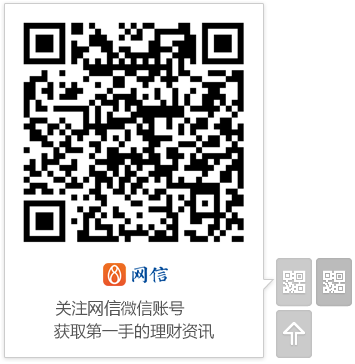 网信
关注网信微信账号
获取第一手的理财资讯